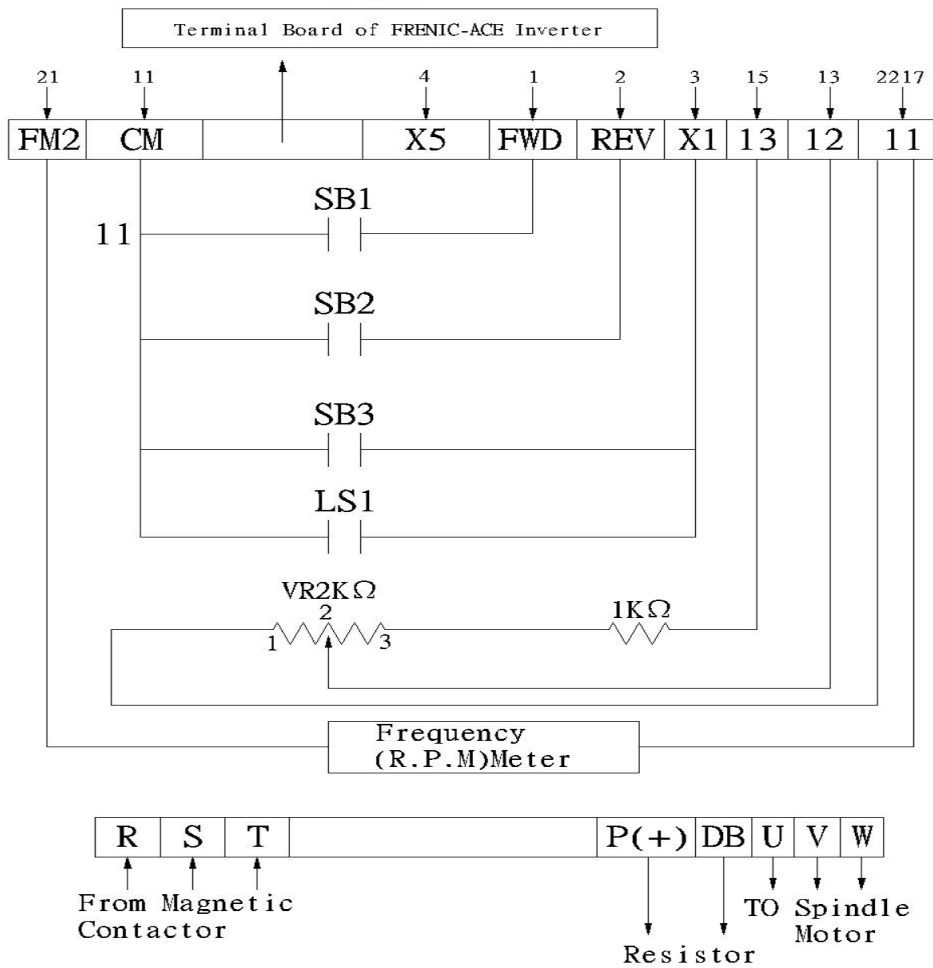 Terminal Board of FRENIC-ACE Inverter
21 11 4 1 2 3 15 13 2217
FM2 CM X5 FWD REV X1 13 12 11
SB1
11
SB2
SB3
LS1
VR2KΩ
1KΩ
2
1 3
Frequency
(R.P.M)Meter
R S T P(+) DB U V W
From Magnetic
Contactor
TO Spindle
Motor
Resistor